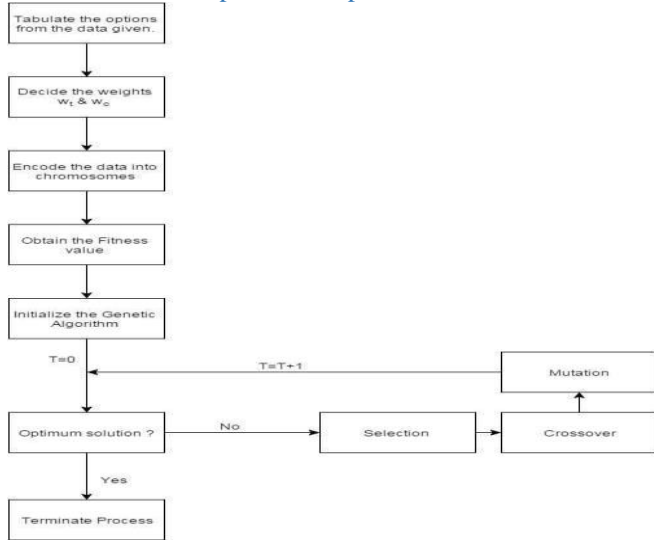 Tabulate the options
from the data given.
Decide the weights
wt & wc
Encode the data into
chromosomes
Obtain the Fitness
value
Initialize the Genetic
Algorithm
T=0
T=T+1
Mutation
Optimum solution ?
No
Selection
Crossover
Yes
Terminate Process